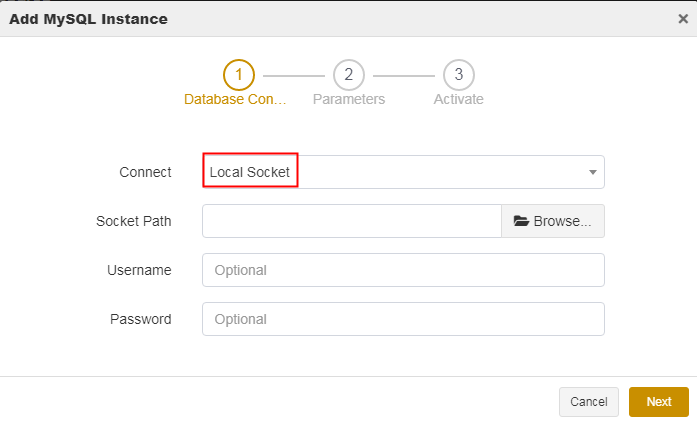 Add MySQL Instance ×
1 2 3
Database Con... Parameters Activate
Connect Local Socket
Socket Path Browse...
Username Optional
Password Optional
Cancel Next